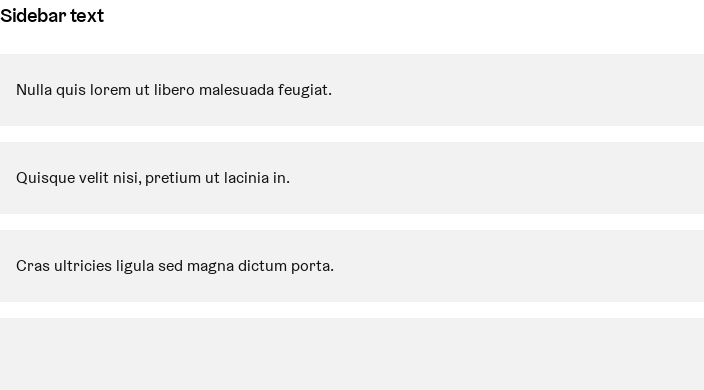 Sidebar text
Nulla quis lorem ut libero malesuada feugiat.
Quisque velit nisi, pretium ut lacinia in.
Cras ultricies ligula sed magna dictum porta.